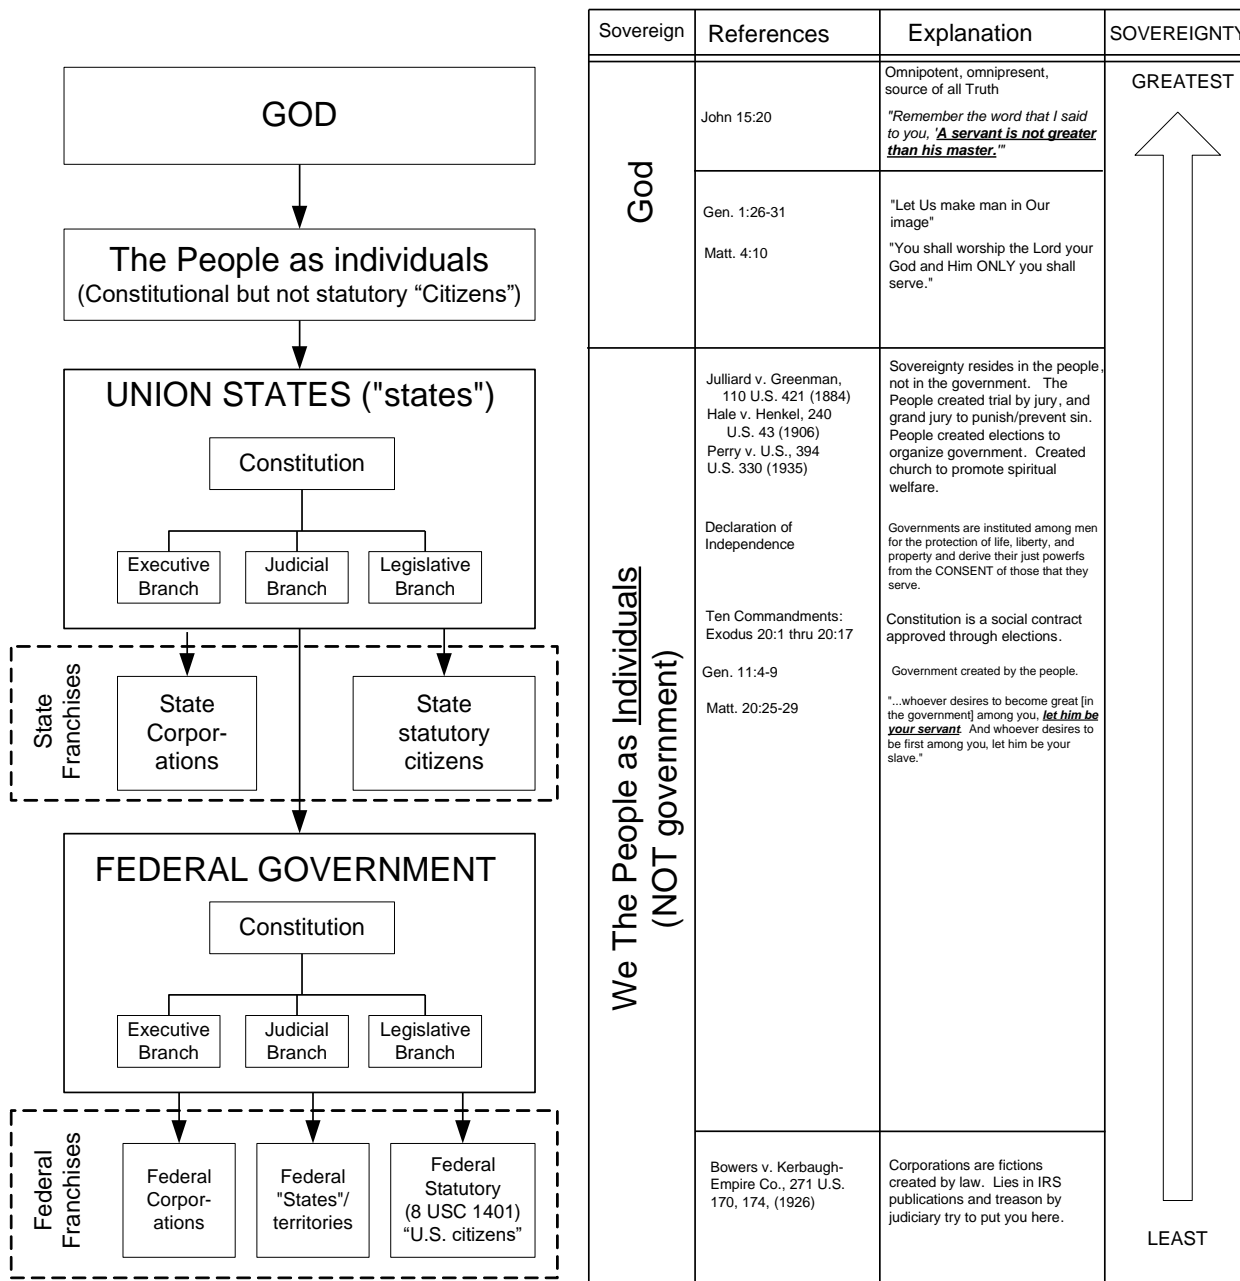 GOD
The People as individuals
(Constitutional but not statutory “Citizens”)
UNION STATES ("states")
Constitution
Executive
Branch
Judicial
Branch
Legislative
Branch
State
Franchises
State
Corpor-
ations
State
statutory
citizens
FEDERAL GOVERNMENT
Constitution
Executive
Branch
Judicial
Branch
Legislative
Branch
Federal
Franchises
Federal
Corpor-
ations
Federal
"States"/
territories
Federal
Statutory
(8 USC 1401)
“U.S. citizens”
Sovereign
References
Explanation
SOVEREIGNTY
God
John 15:20
Omnipotent, omnipresent,
source of all Truth
"Remember the word that I said
to you, 'A servant is not greater
than his master.'"
Gen. 1:26-31
"Let Us make man in Our
image"
Matt. 4:10
"You shall worship the Lord your
God and Him ONLY you shall
serve."
We The People as Individuals
(NOT government)
Julliard v. Greenman,
110 U.S. 421 (1884)
Hale v. Henkel, 240
U.S. 43 (1906)
Perry v. U.S., 394
U.S. 330 (1935)
Sovereignty resides in the people,
not in the government. The
People created trial by jury, and
grand jury to punish/prevent sin.
People created elections to
organize government. Created
church to promote spiritual
welfare.
Declaration of
Independence
Governments are instituted among men
for the protection of life, liberty, and
property and derive their just powerfs
from the CONSENT of those that they
serve.
Ten Commandments:
Exodus 20:1 thru 20:17
Constitution is a social contract
approved through elections.
Gen. 11:4-9
Government created by the people.
Matt. 20:25-29
"...whoever desires to become great [in
the government] among you, let him be
your servant. And whoever desires to
be first among you, let him be your
slave."
Bowers v. Kerbaugh-
Empire Co., 271 U.S.
170, 174, (1926)
Corporations are fictions
created by law. Lies in IRS
publications and treason by
judiciary try to put you here.
GREATEST
LEAST